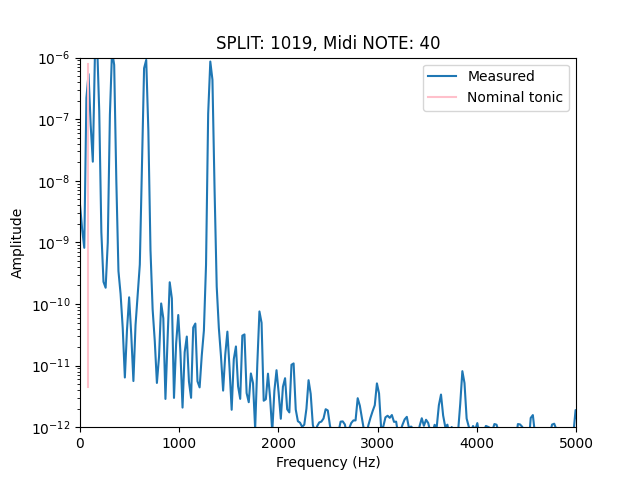 SPLIT: 1019, Midi NOTE: 40
Measured
Nominal tonic
Amplitude
10⁻⁶
10⁻⁷
10⁻⁸
10⁻⁹
10⁻¹⁰
10⁻¹¹
10⁻¹²
0 1000 2000 3000 4000 5000
Frequency (Hz)